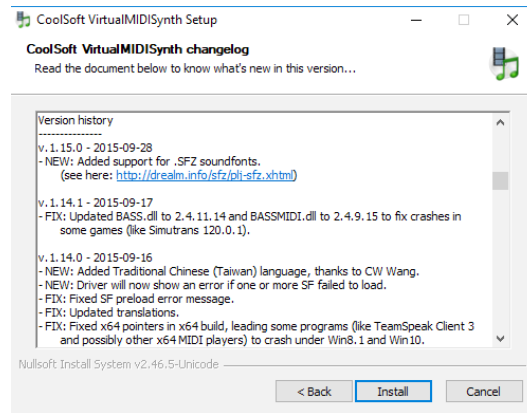 CoolSoft VirtualMIDISynth Setup
CoolSoft VirtualMIDISynth changelog
Read the document below to know what's new in this version...
Version history
---------------
v.1.15.0 - 2015-09-28
- NEW: Added support for .SFZ soundfonts.
(see here: http://drealm.info/sfz/plj-sfz.xhtml)
v.1.14.1 - 2015-09-17
- FIX: Updated BASS.dll to 2.4.11.14 and BASSMIDI.dll to 2.4.9.15 to fix crashes in
some games (like Simutrans 120.0.1).
v.1.14.0 - 2015-09-16
- NEW: Added Traditional Chinese (Taiwan) language, thanks to CW Wang.
- NEW: Driver will now show an error if one or more SF failed to load.
- FIX: Fixed SF preload error message.
- FIX: Updated translations.
- FIX: Fixed x64 pointers in x64 build, leading some programs (like TeamSpeak Client 3
and possibly other x64 MIDI players) to crash under Win8.1 and Win10.
Nullsoft Install System v2.46.5-Unicode
< Back Install Cancel